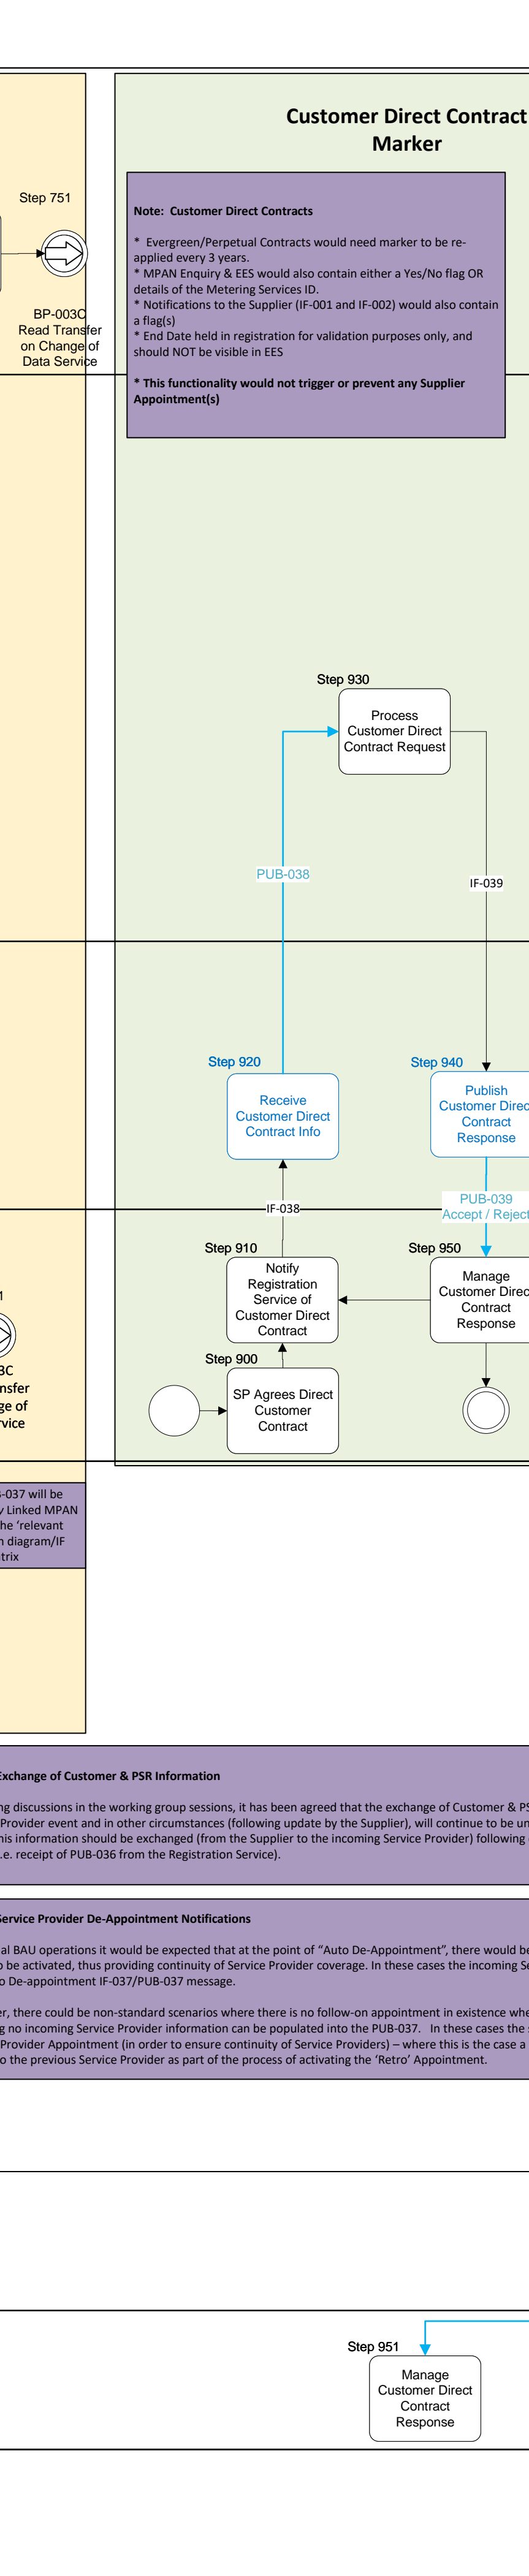 Customer Direct Contract
Marker
Step 751
BP-003C
Read Transfer
on Change of
Data Service
Note:  Customer Direct Contracts
*  Evergreen/Perpetual Contracts would need marker to be re-
applied every 3 years.
* MPAN Enquiry & EES would also contain either a Yes/No flag OR
details of the Metering Services ID.
* Notifications to the Supplier (IF-001 and IF-002) would also contain
a flag(s)
* End Date held in registration for validation purposes only, and
should NOT be visible in EES
* This functionality would not trigger or prevent any Supplier
Appointment(s)
Step 930
Process
Customer Direct
Contract Request
PUB-038
IF-039
Step 920
Receive
Customer Direct
Contract Info
Step 940
Publish
Customer Direc
Contract
Response
IF-038
PUB-039
Accept / Reject
Step 910
Notify
Registration
Service of
Customer Direct
Contract
Step 950
Manage
Customer Direc
Contract
Response
Step 900
SP Agrees Direct
Customer
Contract
1
3C
nsfer
ge of
rvice
B-037 will be
y Linked MPAN
he ‘relevant
n diagram/IF
trix
Exchange of Customer & PSR Information
ng discussions in the working group sessions, it has been agreed that the exchange of Customer & PS
Provider event and in other circumstances (following update by the Supplier), will continue to be un
his information should be exchanged (from the Supplier to the incoming Service Provider) following
.e. receipt of PUB-036 from the Registration Service).
Service Provider De-Appointment Notifications
al BAU operations it would be expected that at the point of “Auto De-Appointment”, there would be
o be activated, thus providing continuity of Service Provider coverage. In these cases the incoming Se
o De-appointment IF-037/PUB-037 message.
er, there could be non-standard scenarios where there is no follow-on appointment in existence whe
g no incoming Service Provider information can be populated into the PUB-037.   In these cases the s
Provider Appointment (in order to ensure continuity of Service Providers) – where this is the case a
o the previous Service Provider as part of the process of activating the ‘Retro’ Appointment.
Step 951
Manage
Customer Direct
Contract
Response